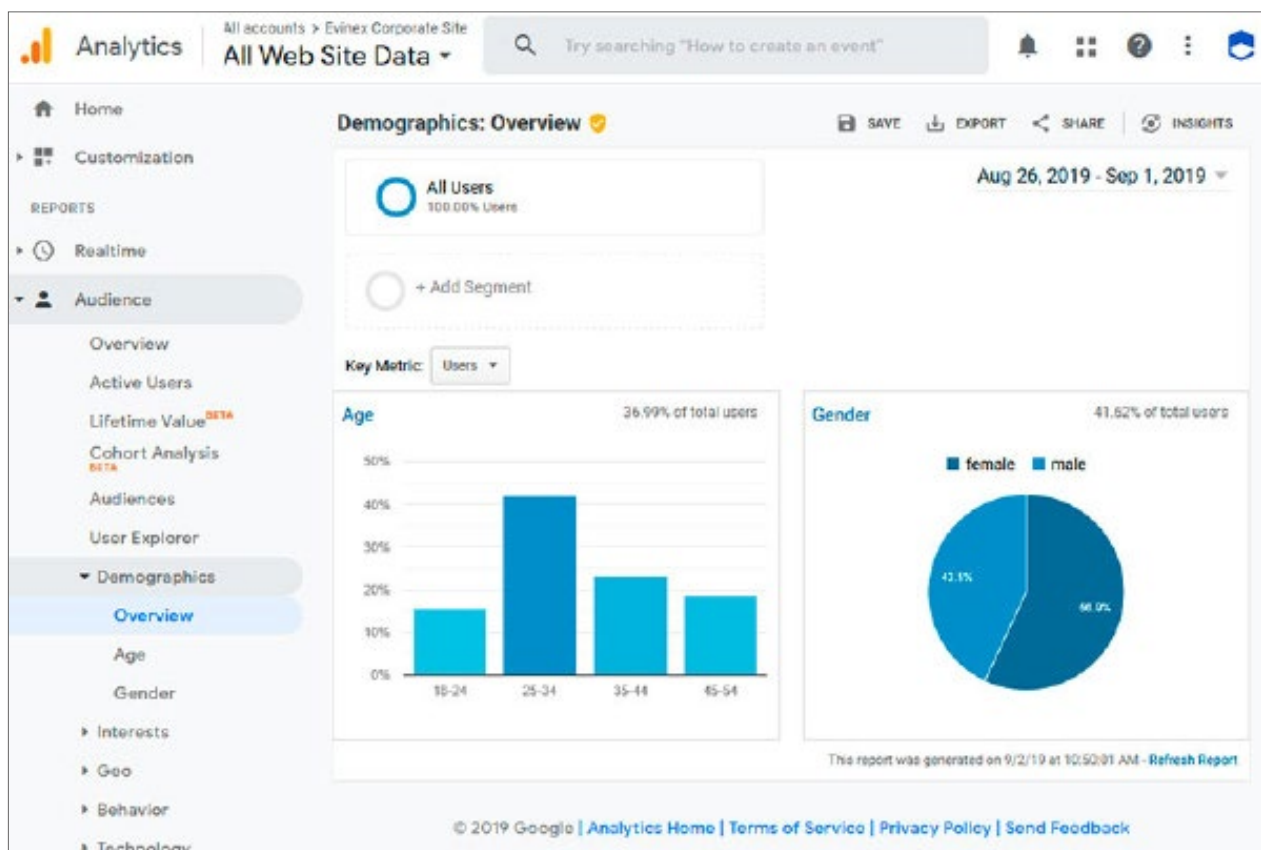 Analytics
All accounts > Evinex Corporate Site
All Web Site Data
Try searching "How to create an event"
Home
Customization
REPORTS
Realtime
Audience
Overview
Active Users
Lifetime Value BETA
Cohort Analysis
BETA
Audiences
User Explorer
Demographics
Overview
Age
Gender
Interests
Geo
Behavior
Technology
Demographics: Overview
SAVE
EXPORT
SHARE
INSIGHTS
All Users
100.00% Users
Aug 26, 2019 - Sep 1, 2019
+ Add Segment
Key Metric: Users
Age
36.99% of total users
50%
40%
30%
20%
10%
0%
18-24
25-34
35-44
45-54
Gender
41.62% of total users
female
male
This report was generated on 9/2/19 at 10:50:01 AM - Refresh Report
© 2019 Google | Analytics Home | Terms of Service | Privacy Policy | Send Feedback